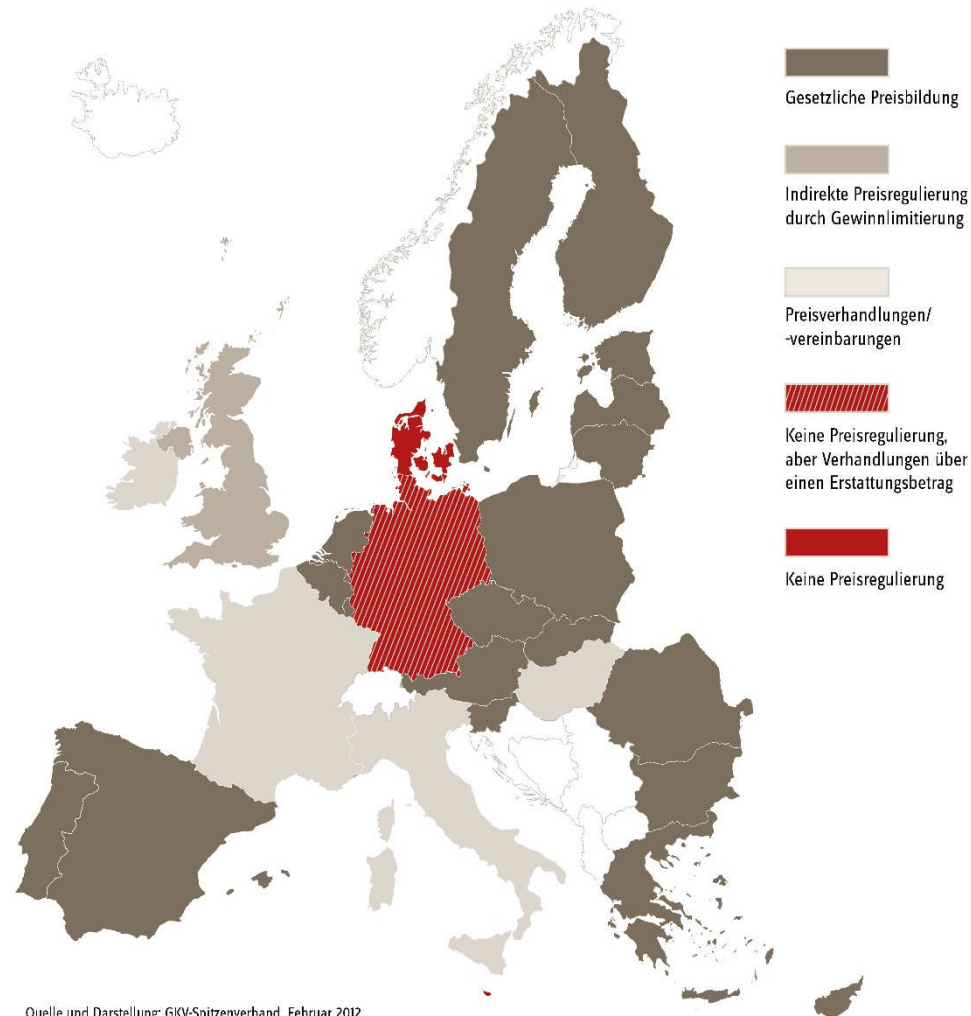 Gesetzliche Preisbildung
Indirekte Preisregulierung
durch Gewinnlimitierung
Preisverhandlungen/
-vereinbarungen
Keine Preisregulierung,
aber Verhandlungen über
einen Erstattungsbetrag
Keine Preisregulierung
Quelle und Darstellung: GKV-Spitzenverband, Februar 2012